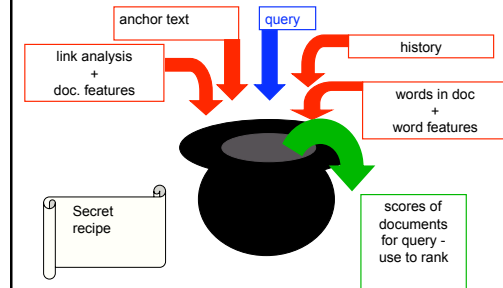 anchor text
query
history
link analysis
+
doc. features
words in doc
+
word features
Secret
recipe
scores of
documents
for query -
use to rank